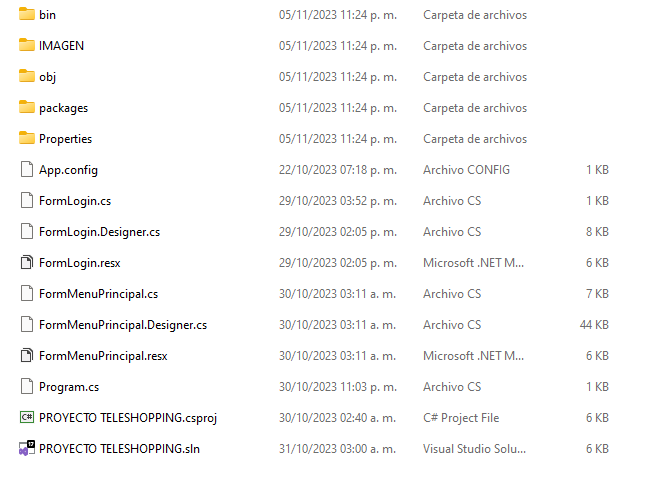 bin 05/11/2023 11:24 p. m. Carpeta de archivos
IMAGEN 05/11/2023 11:24 p. m. Carpeta de archivos
obj 05/11/2023 11:24 p. m. Carpeta de archivos
packages 05/11/2023 11:24 p. m. Carpeta de archivos
Properties 05/11/2023 11:24 p. m. Carpeta de archivos
App.config 22/10/2023 07:18 p. m. Archivo CONFIG 1 KB
FormLogin.cs 29/10/2023 03:52 p. m. Archivo CS 1 KB
FormLogin.Designer.cs 29/10/2023 02:05 p. m. Archivo CS 8 KB
FormLogin.resx 29/10/2023 02:05 p. m. Microsoft .NET M... 6 KB
FormMenuPrincipal.cs 30/10/2023 03:11 a. m. Archivo CS 7 KB
FormMenuPrincipal.Designer.cs 30/10/2023 03:11 a. m. Archivo CS 44 KB
FormMenuPrincipal.resx 30/10/2023 03:11 a. m. Microsoft .NET M... 6 KB
Program.cs 30/10/2023 11:03 p. m. Archivo CS 1 KB
C# PROYECTO TELESHOPPING.csproj 30/10/2023 02:40 a. m. C# Project File 6 KB
17 PROYECTO TELESHOPPING.sln 31/10/2023 03:00 a. m. Visual Studio Solu... 6 KB